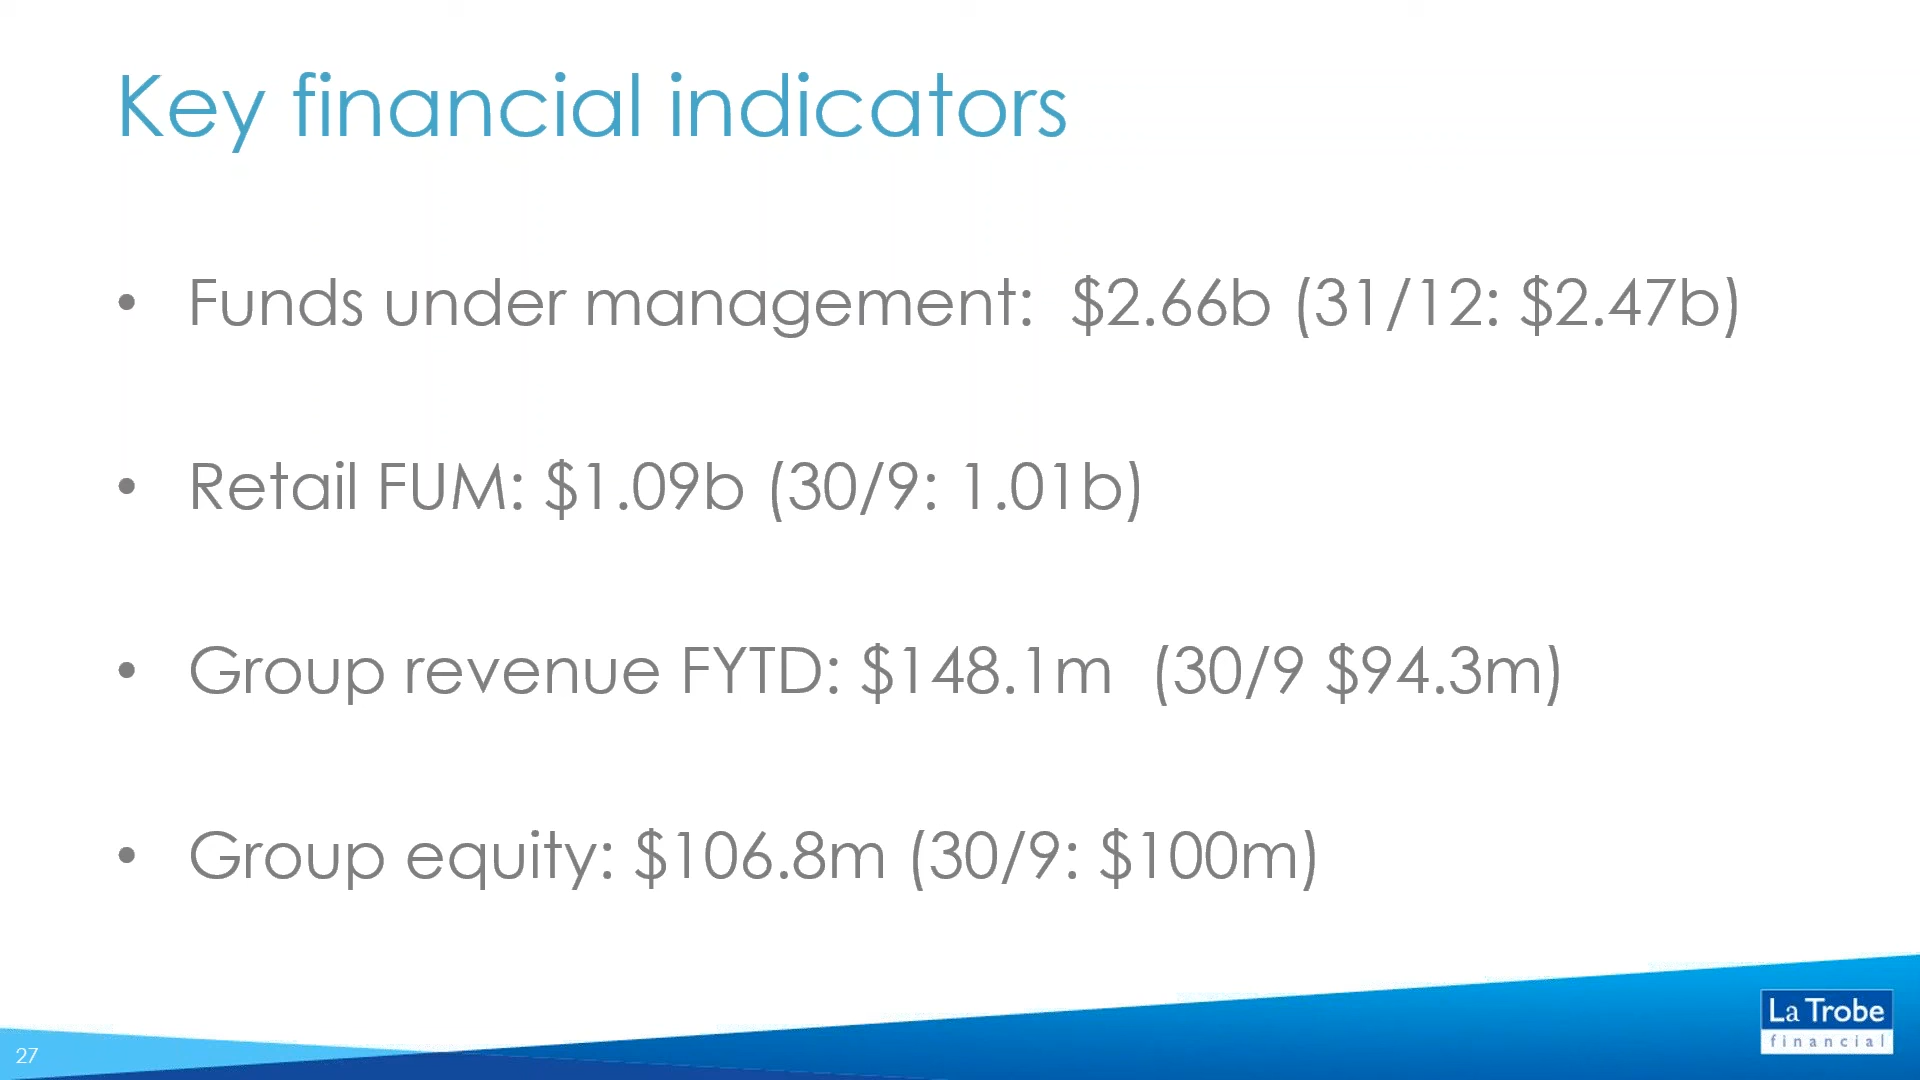 Key financial indicators
• Funds under management:  $2.66b (31/12: $2.47b)
• Retail FUM: $1.09b (30/9: 1.01b)
• Group revenue FYTD: $148.1m  (30/9 $94.3m)
• Group equity: $106.8m (30/9: $100m)
La Trobe
financial
27